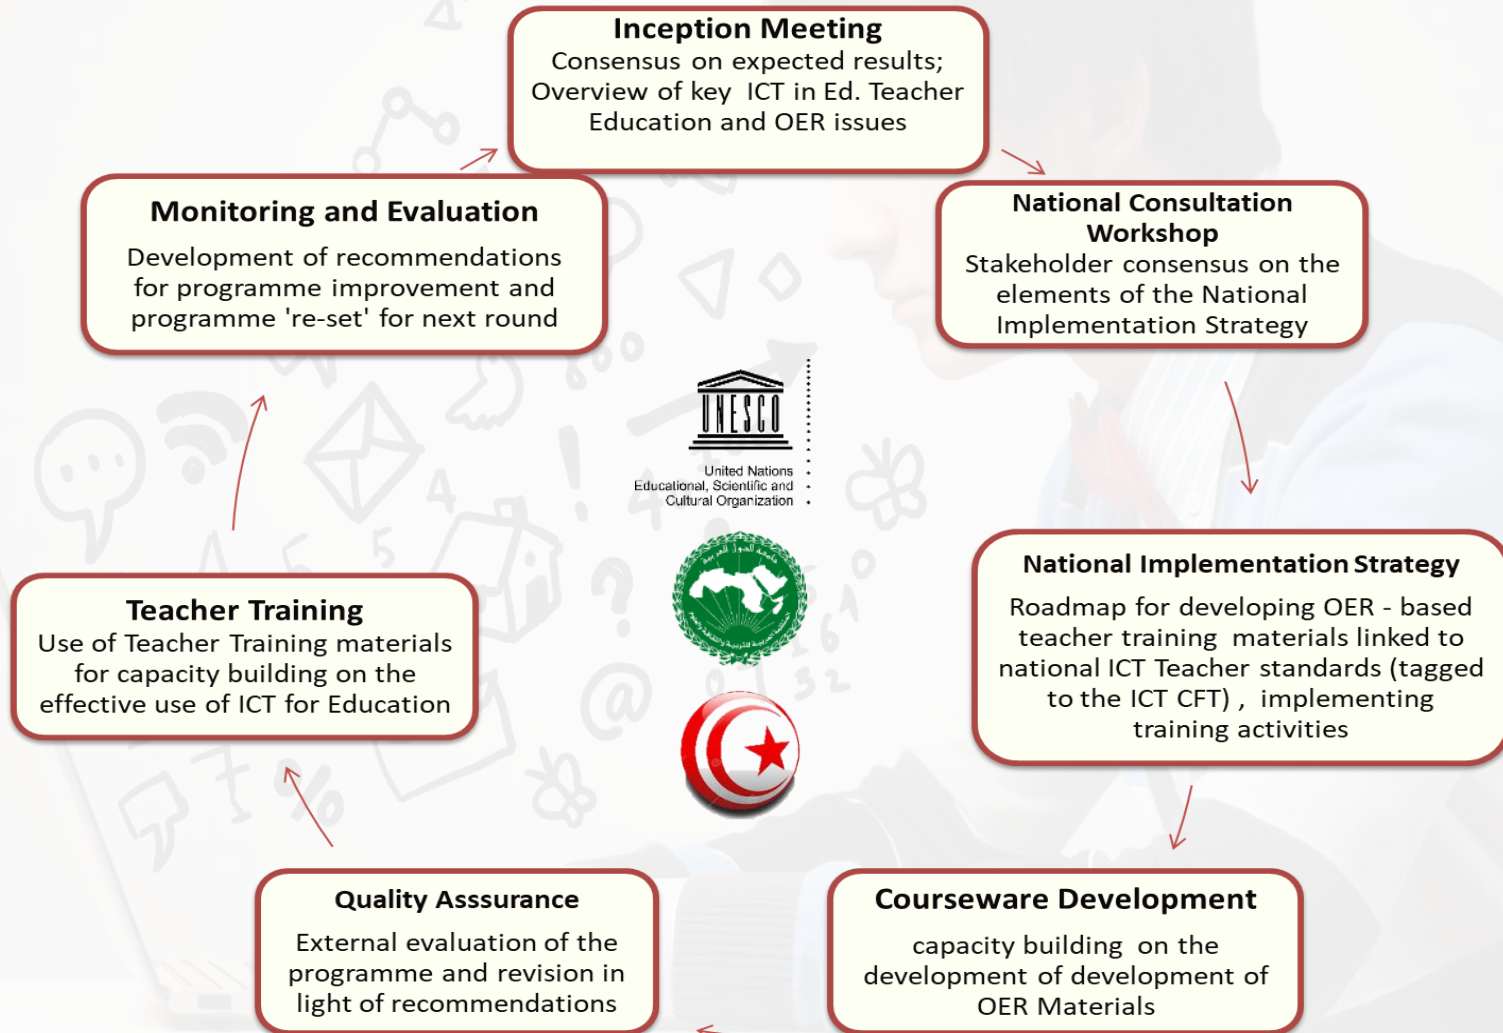 Inception Meeting
Consensus on expected results;
Overview of key ICT in Ed. Teacher
Education and OER issues
National Consultation
Workshop
Stakeholder consensus on the
elements of the National
Implementation Strategy
National Implementation Strategy
Roadmap for developing OER - based
teacher training materials linked to
national ICT Teacher standards (tagged
to the ICT CFT) , implementing
training activities
Courseware Development
capacity building on the
development of development of
OER Materials
Quality Asssurance
External evaluation of the
programme and revision in
light of recommendations
Teacher Training
Use of Teacher Training materials
for capacity building on the
effective use of ICT for Education
Monitoring and Evaluation
Development of recommendations
for programme improvement and
programme 're-set' for next round
UNESCO
United Nations
Educational, Scientific and
Cultural Organization
جامعة الدول العربية